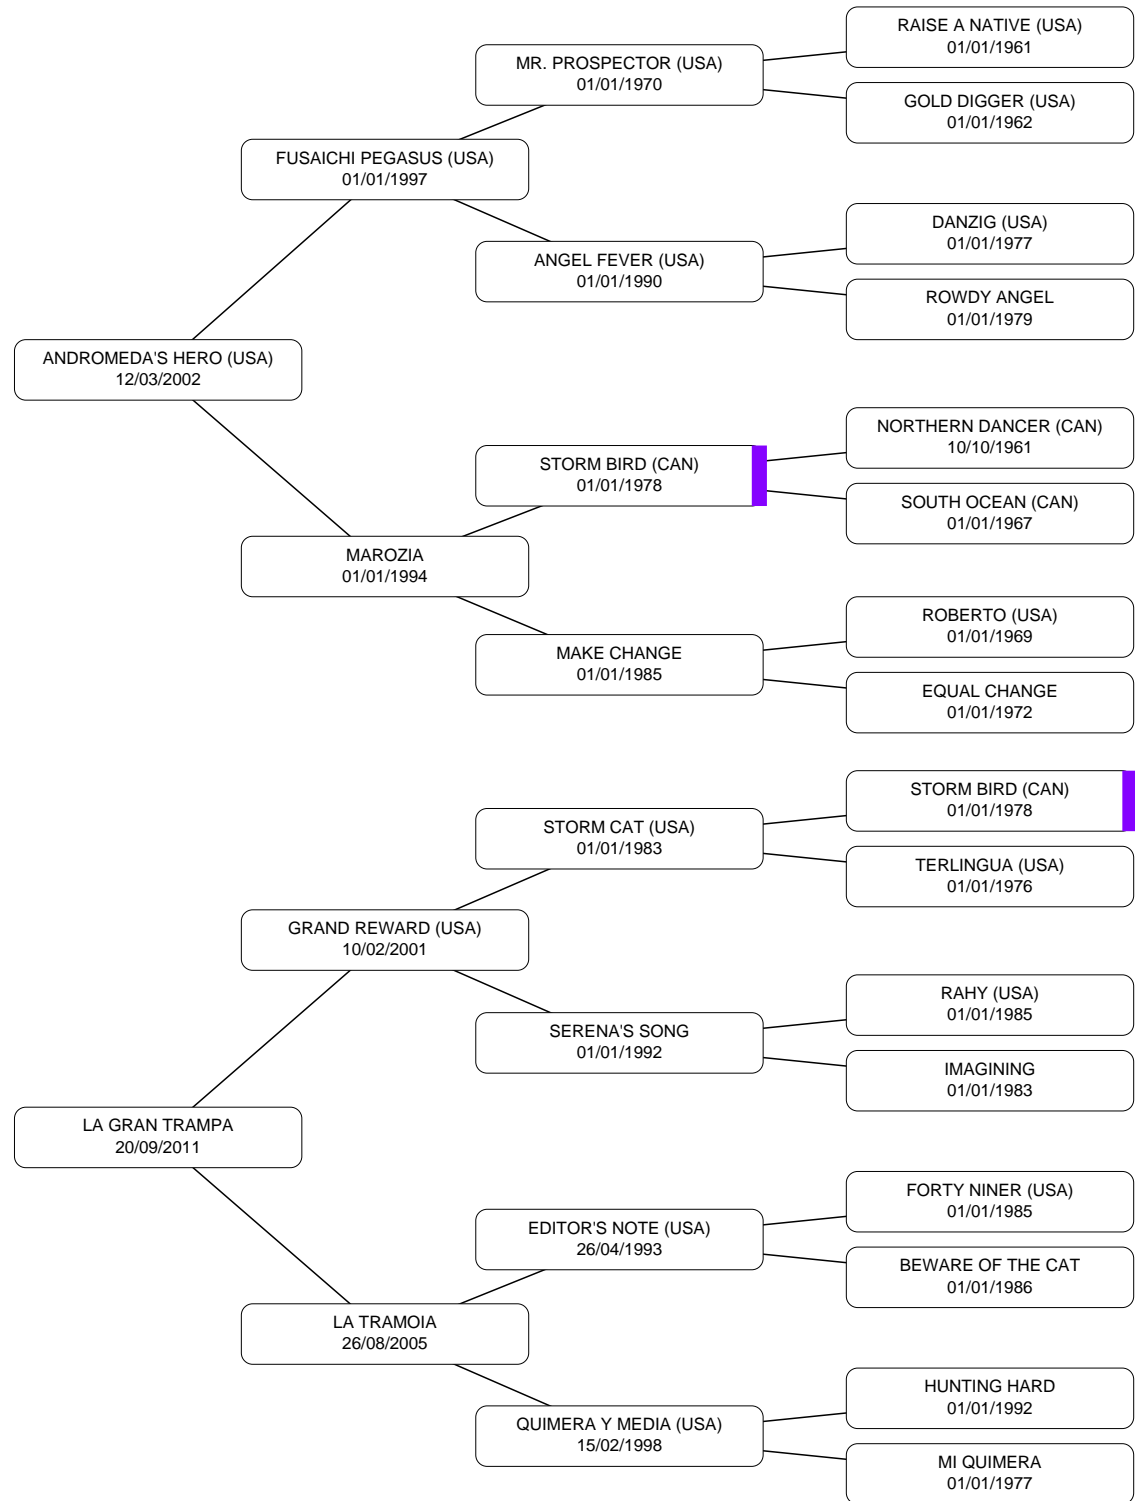 RAISE A NATIVE (USA)
01/01/1961
MR. PROSPECTOR (USA)
01/01/1970
GOLD DIGGER (USA)
01/01/1962
FUSAICHI PEGASUS (USA)
01/01/1997
DANZIG (USA)
01/01/1977
ANGEL FEVER (USA)
01/01/1990
ROWDY ANGEL
01/01/1979
ANDROMEDA'S HERO (USA)
12/03/2002
NORTHERN DANCER (CAN)
10/10/1961
STORM BIRD (CAN)
01/01/1978
SOUTH OCEAN (CAN)
01/01/1967
MAROZIA
01/01/1994
ROBERTO (USA)
01/01/1969
MAKE CHANGE
01/01/1985
EQUAL CHANGE
01/01/1972
STORM BIRD (CAN)
01/01/1978
STORM CAT (USA)
01/01/1983
TERLINGUA (USA)
01/01/1976
GRAND REWARD (USA)
10/02/2001
RAHY (USA)
01/01/1985
SERENA'S SONG
01/01/1992
IMAGINING
01/01/1983
LA GRAN TRAMPA
20/09/2011
FORTY NINER (USA)
01/01/1985
EDITOR'S NOTE (USA)
26/04/1993
BEWARE OF THE CAT
01/01/1986
LA TRAMOIA
26/08/2005
HUNTING HARD
01/01/1992
QUIMERA Y MEDIA (USA)
15/02/1998
MI QUIMERA
01/01/1977